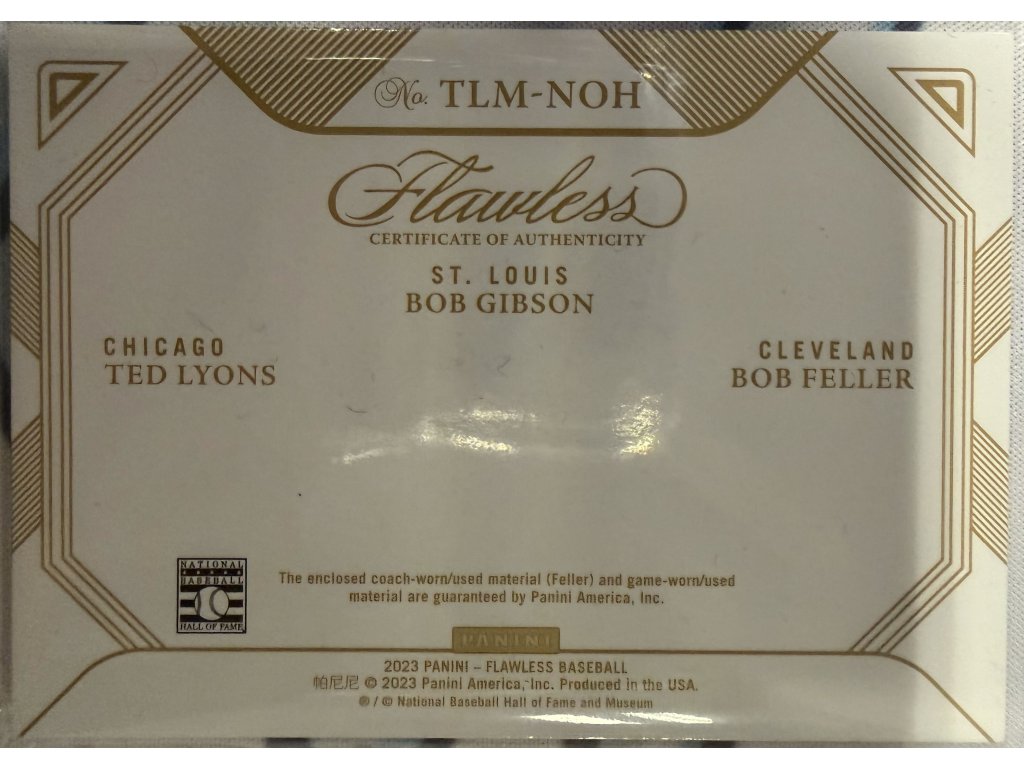 No. TLM-NOH
Flawless
CERTIFICATE OF AUTHENTICITY
ST. LOUIS
BOB GIBSON
CHICAGO
TED LYONS
CLEVELAND
BOB FELLER
NATIONAL
BASEBALL
HALL OF FAME
The enclosed coach-worn/used material (Feller) and game-worn/used
material are guaranteed by Panini America, Inc.
PANINI
2023 PANINI – FLAWLESS BASEBALL
帕尼尼 © 2023 Panini America, Inc. Produced in the USA.
® / © National Baseball Hall of Fame and Museum